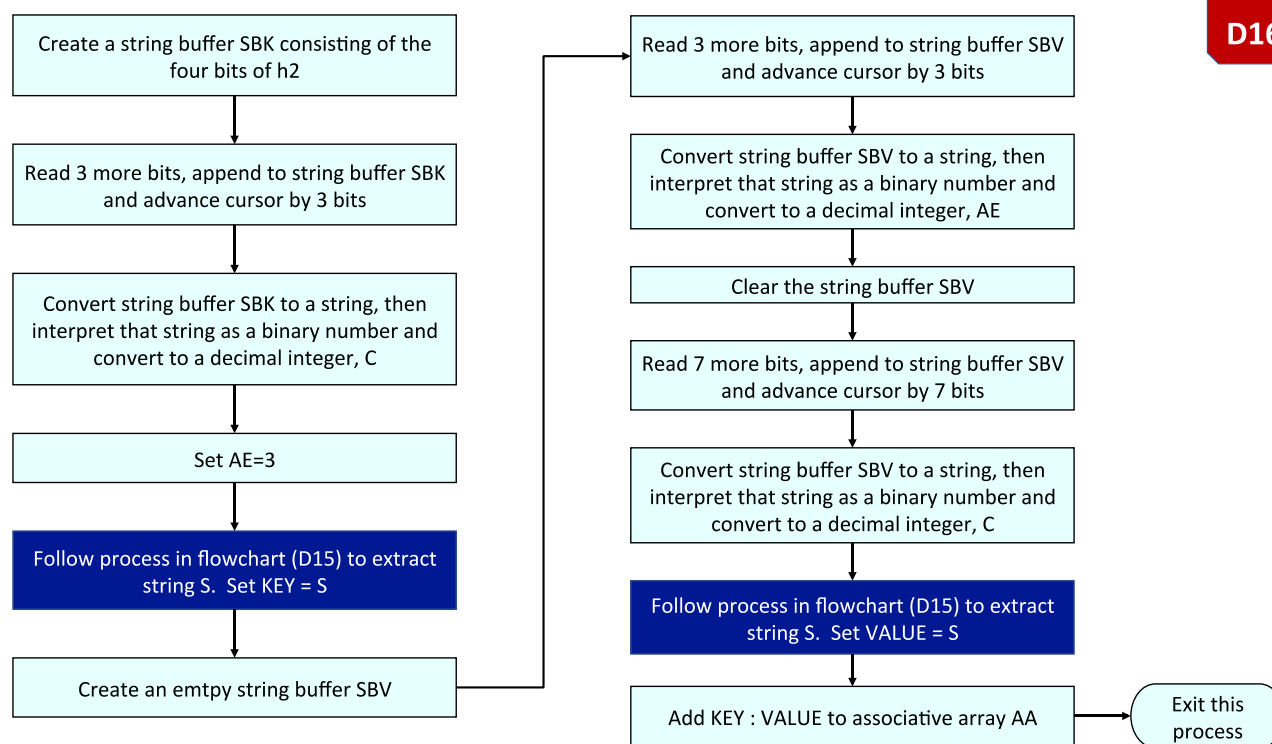 Create a string buffer SBK consisting of the
four bits of h2
Read 3 more bits, append to string buffer SBK
and advance cursor by 3 bits
Convert string buffer SBK to a string, then
interpret that string as a binary number and
convert to a decimal integer, C
Set AE=3
Follow process in flowchart (D15) to extract
string S.  Set KEY = S
Create an emtpy string buffer SBV
Read 3 more bits, append to string buffer SBV
and advance cursor by 3 bits
Convert string buffer SBV to a string, then
interpret that string as a binary number and
convert to a decimal integer, AE
Clear the string buffer SBV
Read 7 more bits, append to string buffer SBV
and advance cursor by 7 bits
Convert string buffer SBV to a string, then
interpret that string as a binary number and
convert to a decimal integer, C
Follow process in flowchart (D15) to extract
string S.  Set VALUE = S
Add KEY : VALUE to associative array AA
Exit this
process
D16